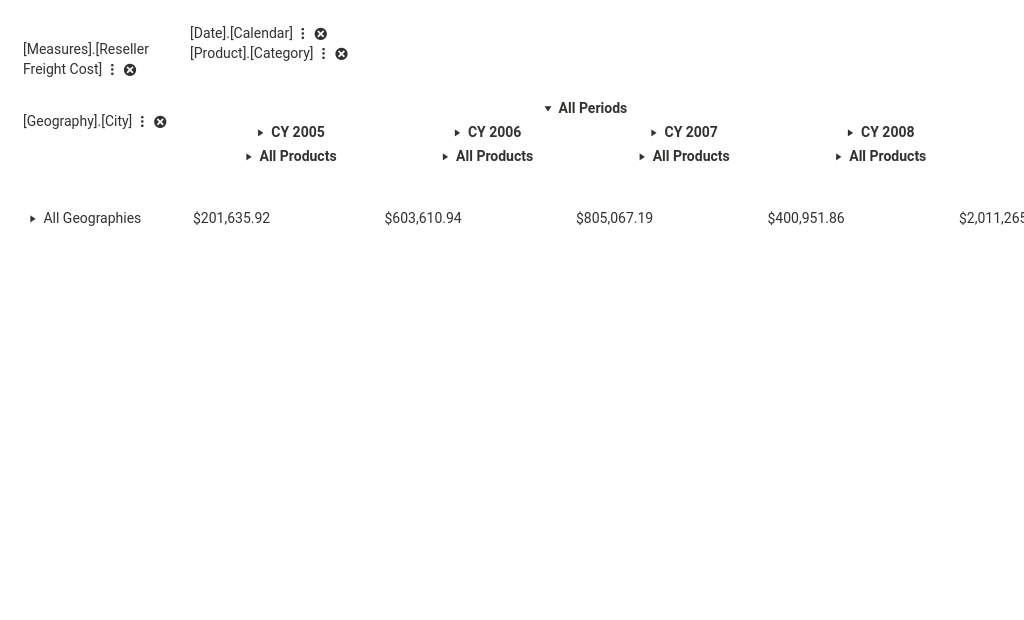 [Date].[Calendar]
[Product].[Category]
[Measures].[Reseller
Freight Cost]
[Geography].[City]
All Periods
CY 2005 CY 2006 CY 2007 CY 2008
All Products All Products All Products All Products
All Geographies $201,635.92 $603,610.94 $805,067.19 $400,951.86 $2,011,265